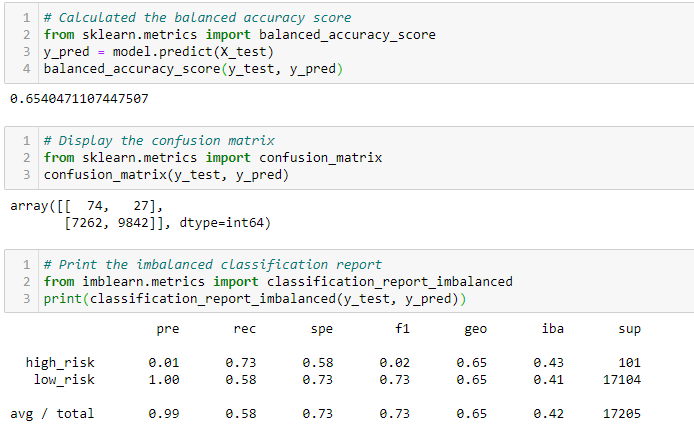 1 # Calculated the balanced accuracy score
2 from sklearn.metrics import balanced_accuracy_score
3 y_pred = model.predict(X_test)
4 balanced_accuracy_score(y_test, y_pred)
0.6540471107447507
1 # Display the confusion matrix
2 from sklearn.metrics import confusion_matrix
3 confusion_matrix(y_test, y_pred)
array([[  74,   27],
       [7262, 9842]], dtype=int64)
1 # Print the imbalanced classification report
2 from imblearn.metrics import classification_report_imbalanced
3 print(classification_report_imbalanced(y_test, y_pred))
pre rec spe f1 geo iba sup
high_risk 0.01 0.73 0.58 0.02 0.65 0.43 101
low_risk 1.00 0.58 0.73 0.73 0.65 0.41 17104
avg / total 0.99 0.58 0.73 0.73 0.65 0.42 17205